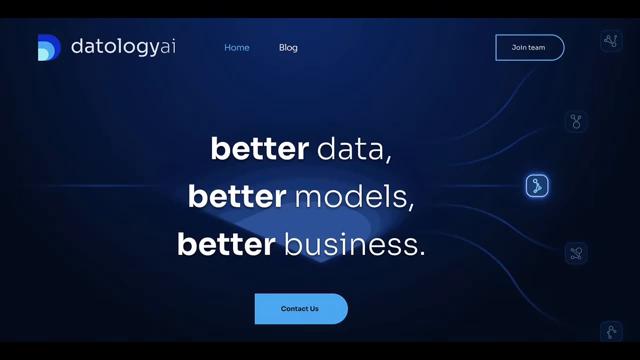 datologyai
Home
Blog
Join team
better data,
better models,
better business.
Contact Us